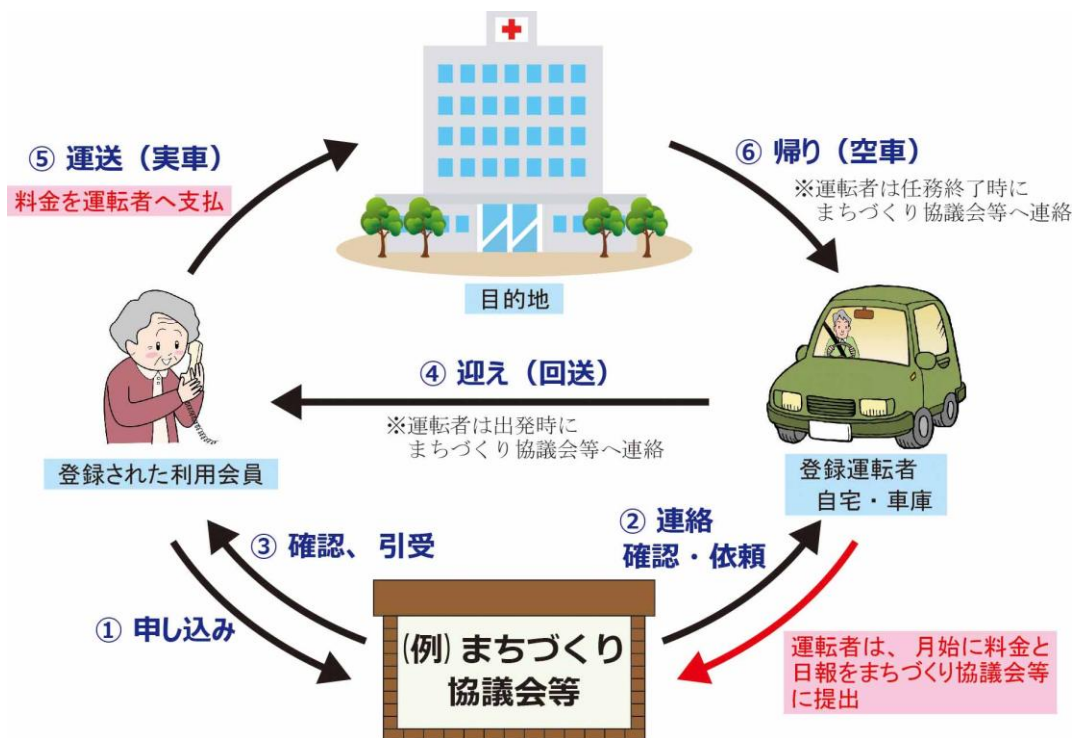 ⑤ 運送（実車）
料金を運転者へ支払
⑥ 帰り（空車）
※運転者は任務終了時に
まちづくり協議会等へ連絡
目的地
④ 迎え（回送）
※運転者は出発時に
まちづくり協議会等へ連絡
登録された利用会員
登録運転者
自宅・車庫
③ 確認、引受
② 連絡
確認・依頼
① 申し込み
(例) まちづくり
協議会等
運転者は、月始に料金と
日報をまちづくり協議会等
に提出